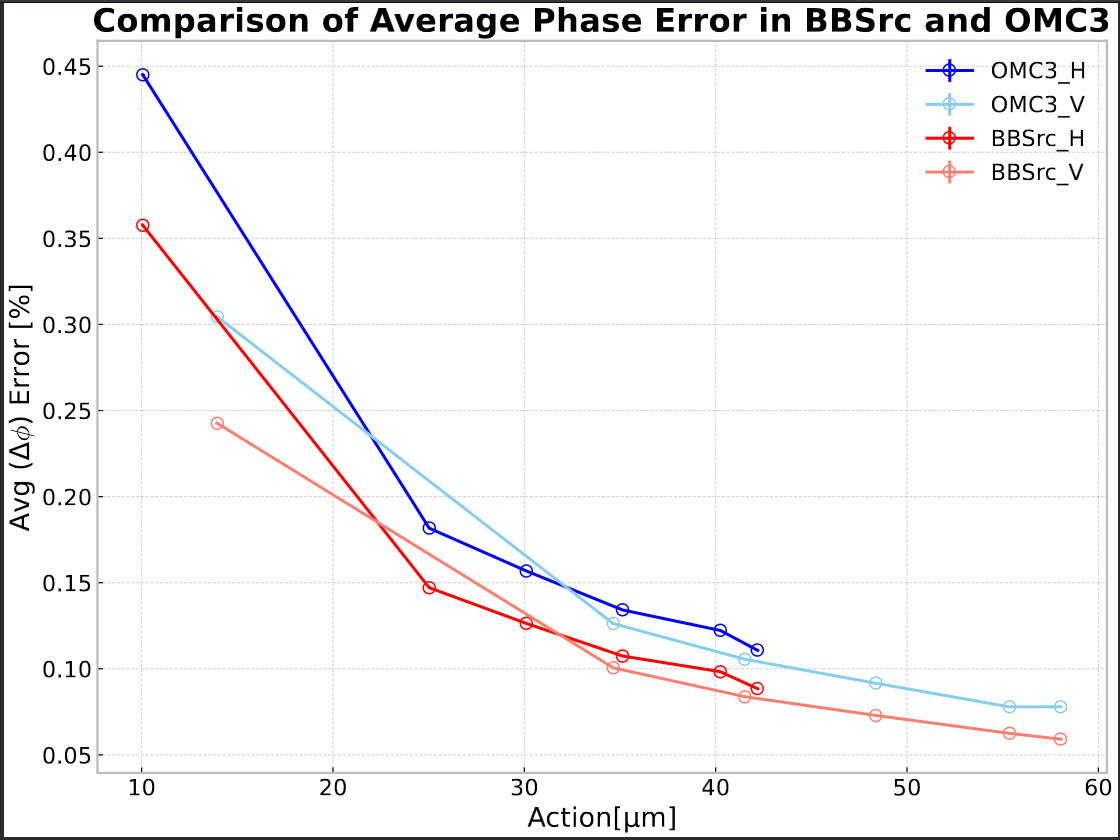 Comparison of Average Phase Error in BBSrc and OMC3
OMC3_H
OMC3_V
BBSrc_H
BBSrc_V
Avg (Δϕ) Error [%]
0.45
0.40
0.35
0.30
0.25
0.20
0.15
0.10
0.05
10 20 30 40 50 60
Action[μm]